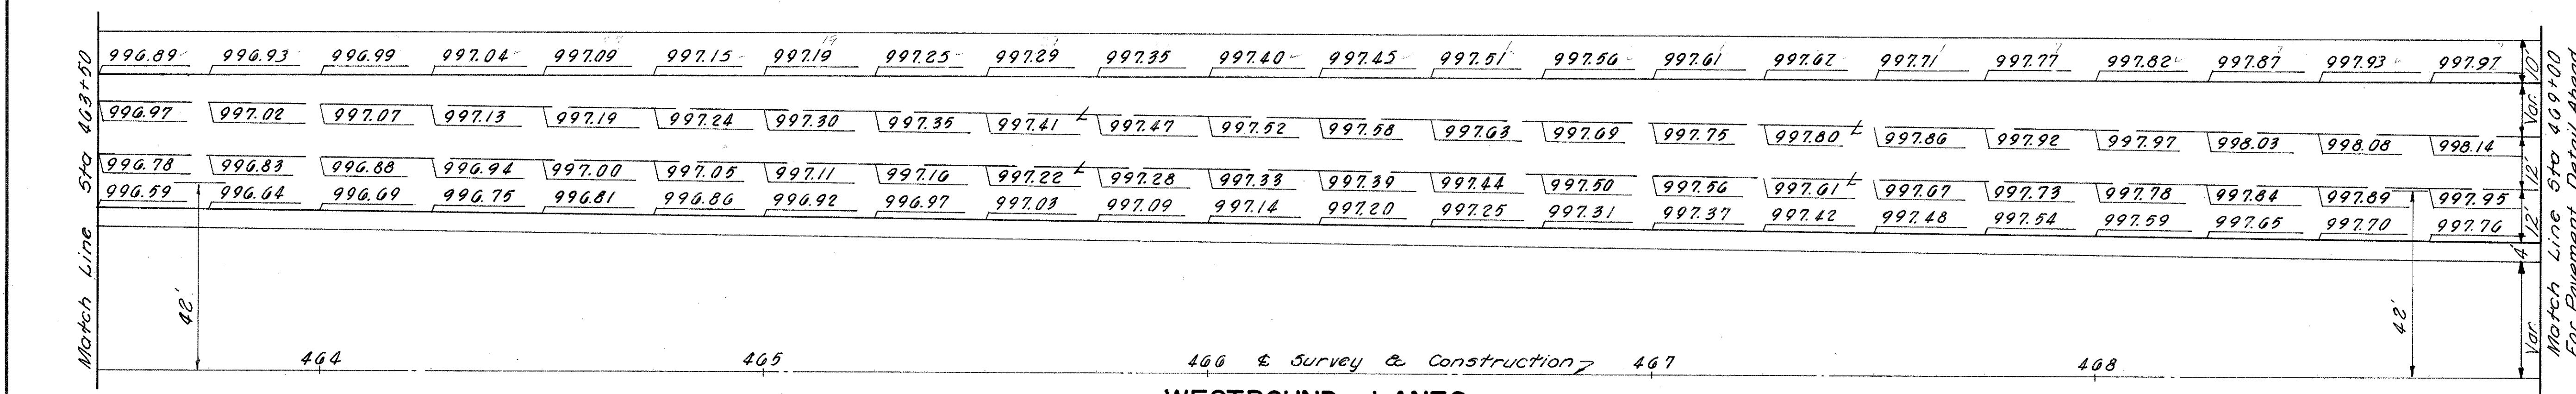 996.89 996.93 996.99 997.04 997.09 997.15 997.19 997.25 997.29 997.35 997.40 997.45 997.51 997.56 997.61 997.67 997.71 997.77 997.82 997.87 997.93 997.97
996.97 997.02 997.07 997.13 997.19 997.24 997.30 997.35 997.41 997.47 997.52 997.58 997.63 997.69 997.75 997.80 997.86 997.92 997.97 998.03 998.08 998.14
996.78 996.83 996.88 996.94 997.00 997.05 997.11 997.16 997.22 997.28 997.33 997.39 997.44 997.50 997.56 997.61 997.67 997.73 997.78 997.84 997.89 997.95
996.59 996.64 996.69 996.75 996.81 996.86 996.92 996.97 997.03 997.09 997.14 997.20 997.25 997.31 997.37 997.42 997.48 997.54 997.59 997.65 997.70 997.76
Match Line Sta 463+50
42'
42'
10'
Var.
12'
12'
4'
Var.
Match Line Sta 469+00
For Pavement Detail Ahead
464 465 466 ℄ Survey & Construction 467 468
WESTBOUND LANES